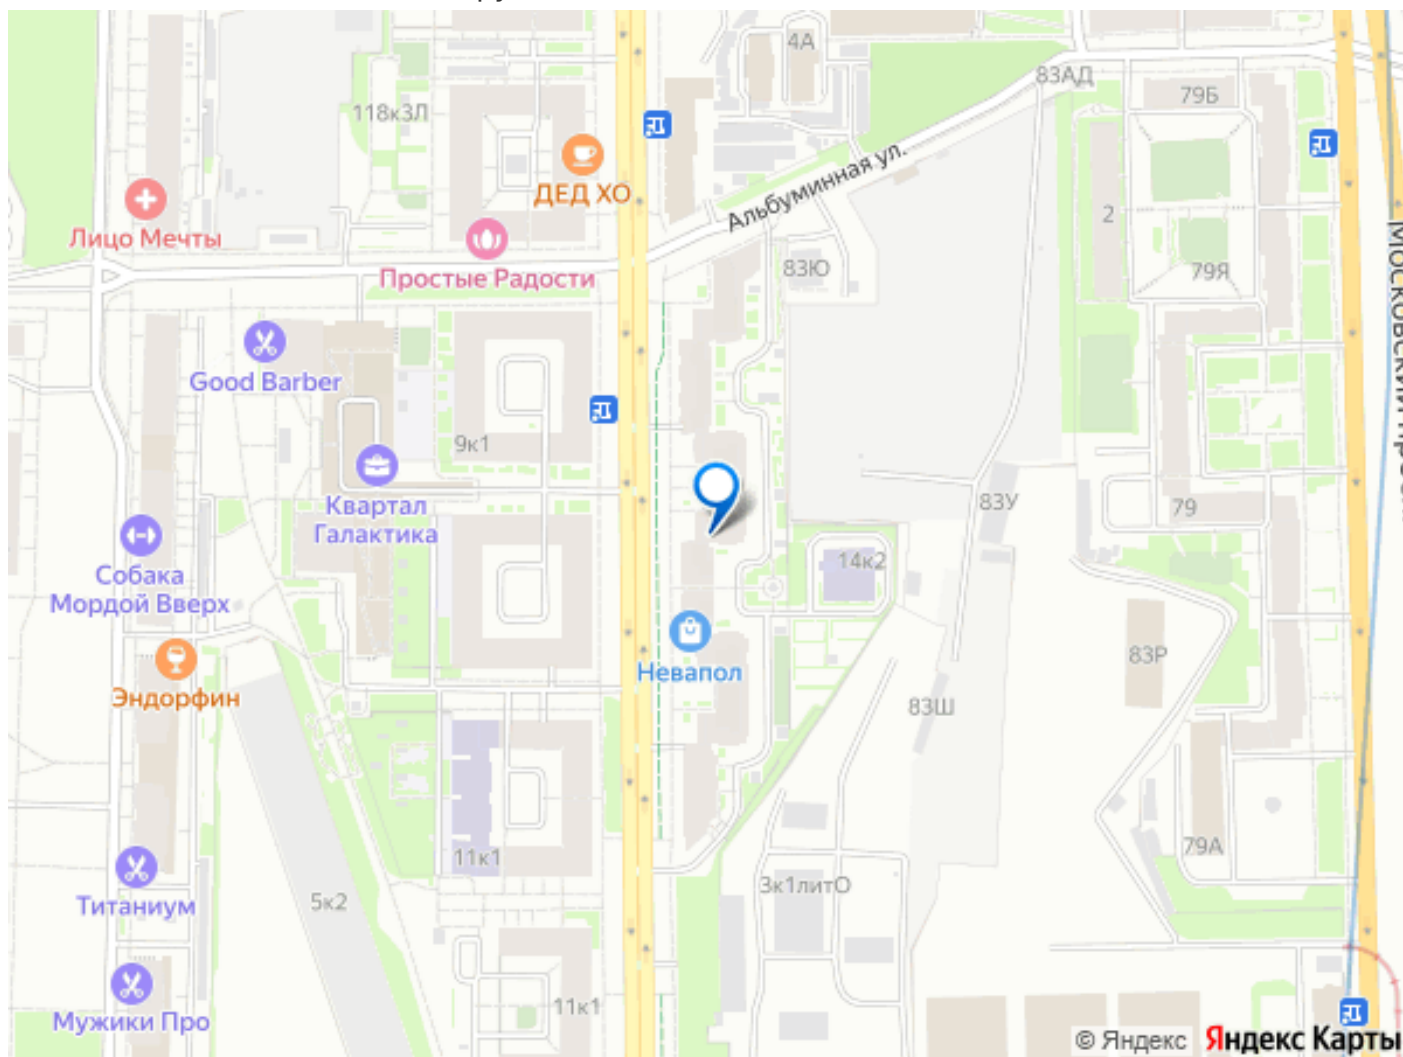 4А
83АД
79Б
118к3Л
ДЕД ХО
Альбуминная ул.
2
Лицо Мечты
Простые Радости
83Ю
79Я
Московский
Good Barber
9к1
Квартал
Галактика
83У
79
14к2
Собака
Мордой Вверх
Невапол
83Р
Эндорфин
83Ш
79А
11к1
3к1литО
Титаниум
5к2
11к1
Мужики Про
© Яндекс Яндекс Карты